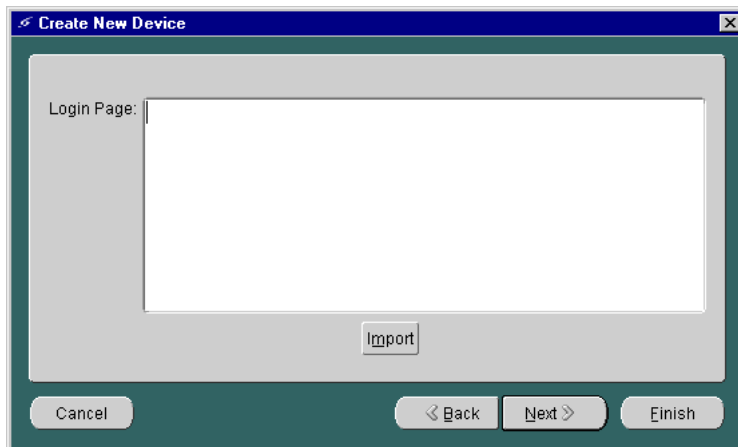 Create New Device
Login Page:
Import
Cancel
Back
Next
Finish